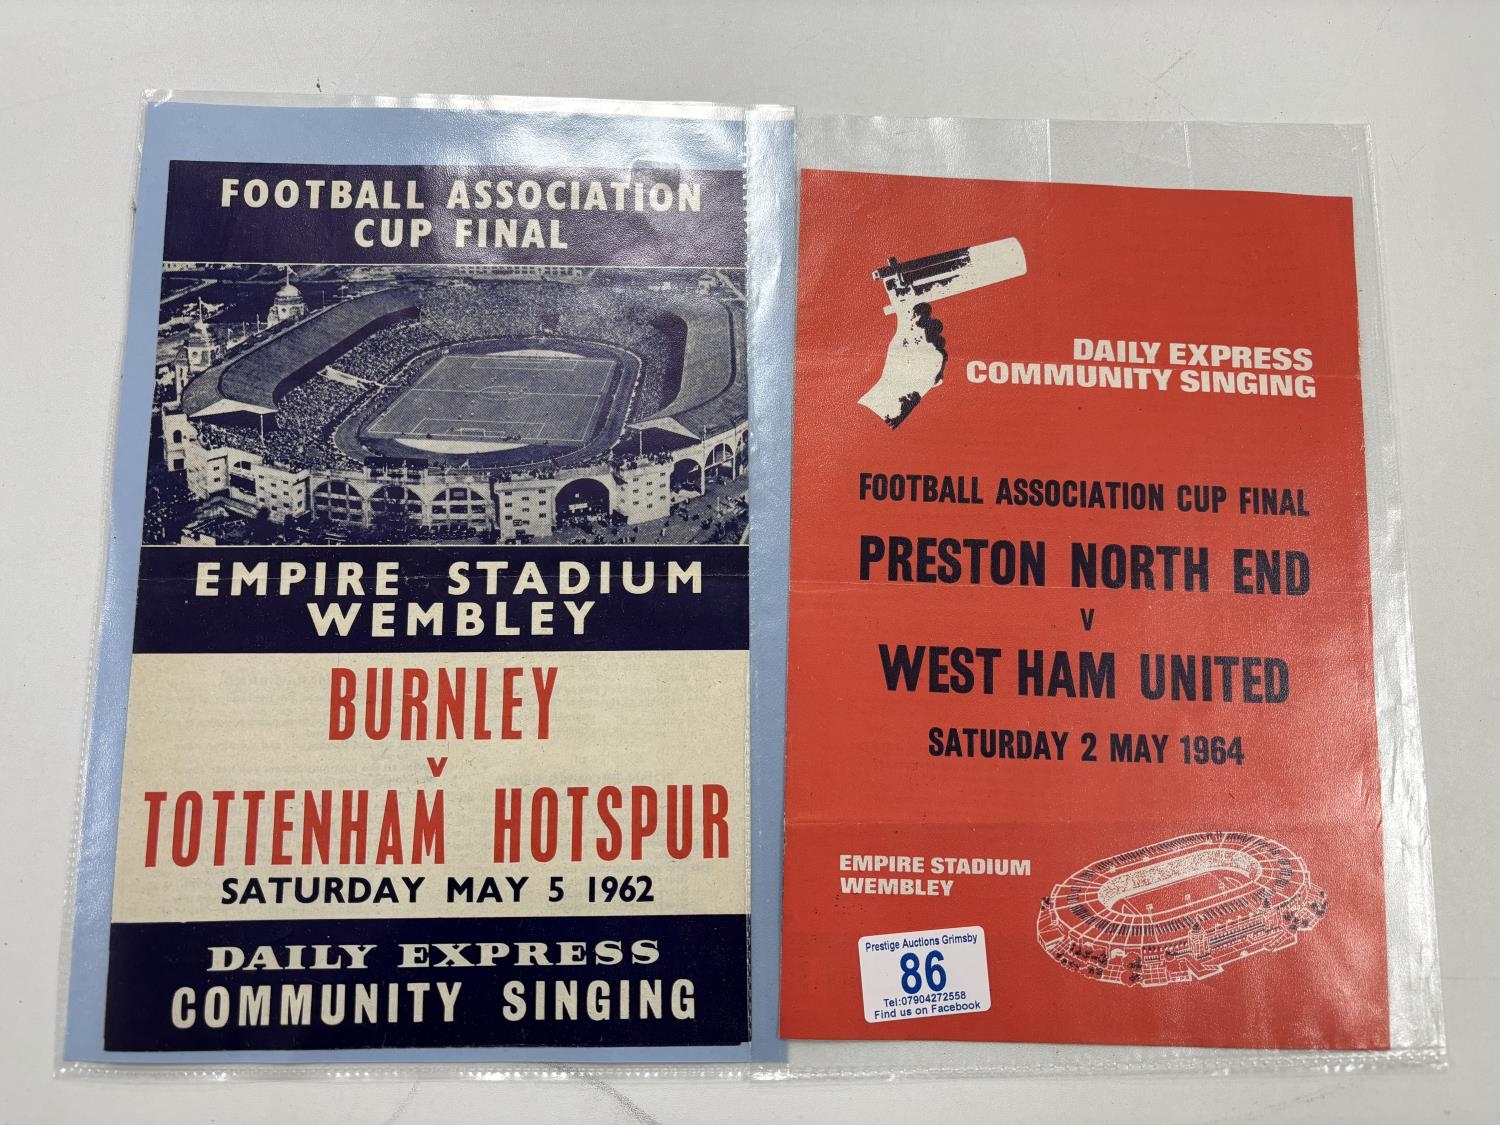 FOOTBALL ASSOCIATION
CUP FINAL
EMPIRE STADIUM
WEMBLEY
BURNLEY
V
TOTTENHAM HOTSPUR
SATURDAY MAY 5 1962
DAILY EXPRESS
COMMUNITY SINGING
DAILY EXPRESS
COMMUNITY SINGING
FOOTBALL ASSOCIATION CUP FINAL
PRESTON NORTH END
V
WEST HAM UNITED
SATURDAY 2 MAY 1964
EMPIRE STADIUM
WEMBLEY
Prestige Auctions Grimsby
86
Tel:07904272558
Find us on Facebook